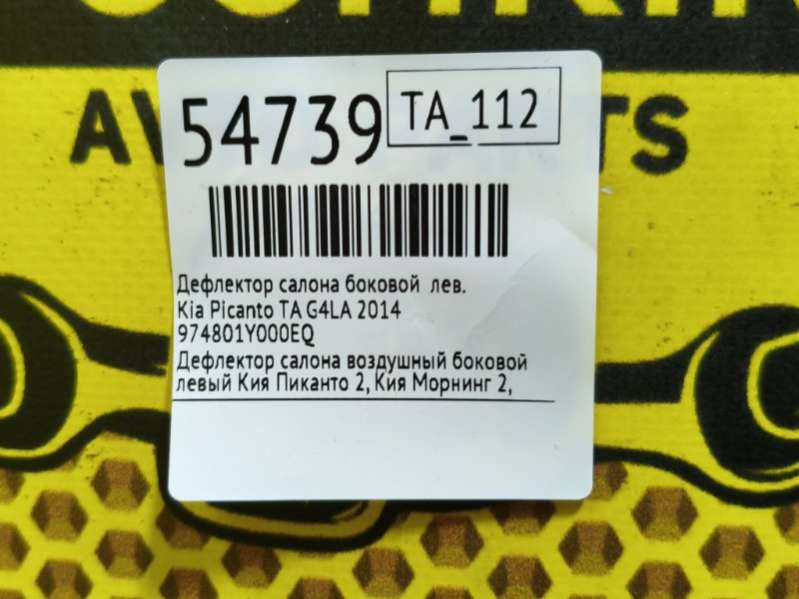 54739
TA_112
Дефлектор салона боковой лев.
Kia Picanto TA G4LA 2014
974801Y000EQ
Дефлектор салона воздушный боковой
левый Кия Пиканто 2, Кия Морнинг 2,